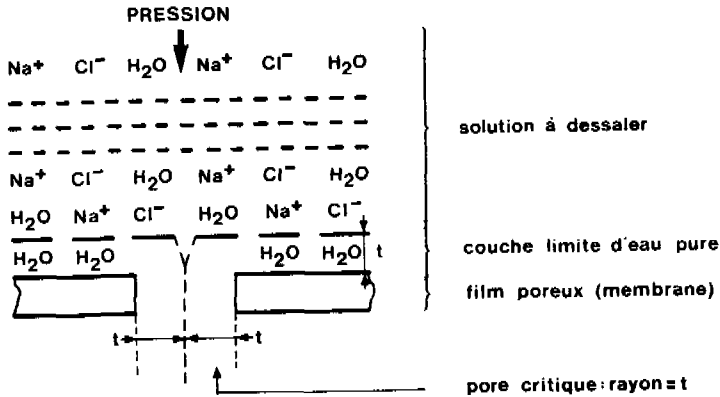 PRESSION
Na⁺ Cl⁻ H₂O Na⁺ Cl⁻ H₂O
solution à dessaler
Na⁺ Cl⁻ H₂O Na⁺ Cl⁻ H₂O
H₂O Na⁺ Cl⁻ H₂O Na⁺ Cl⁻
H₂O H₂O H₂O H₂O t couche limite d'eau pure
film poreux (membrane)
t t
pore critique: rayon = t